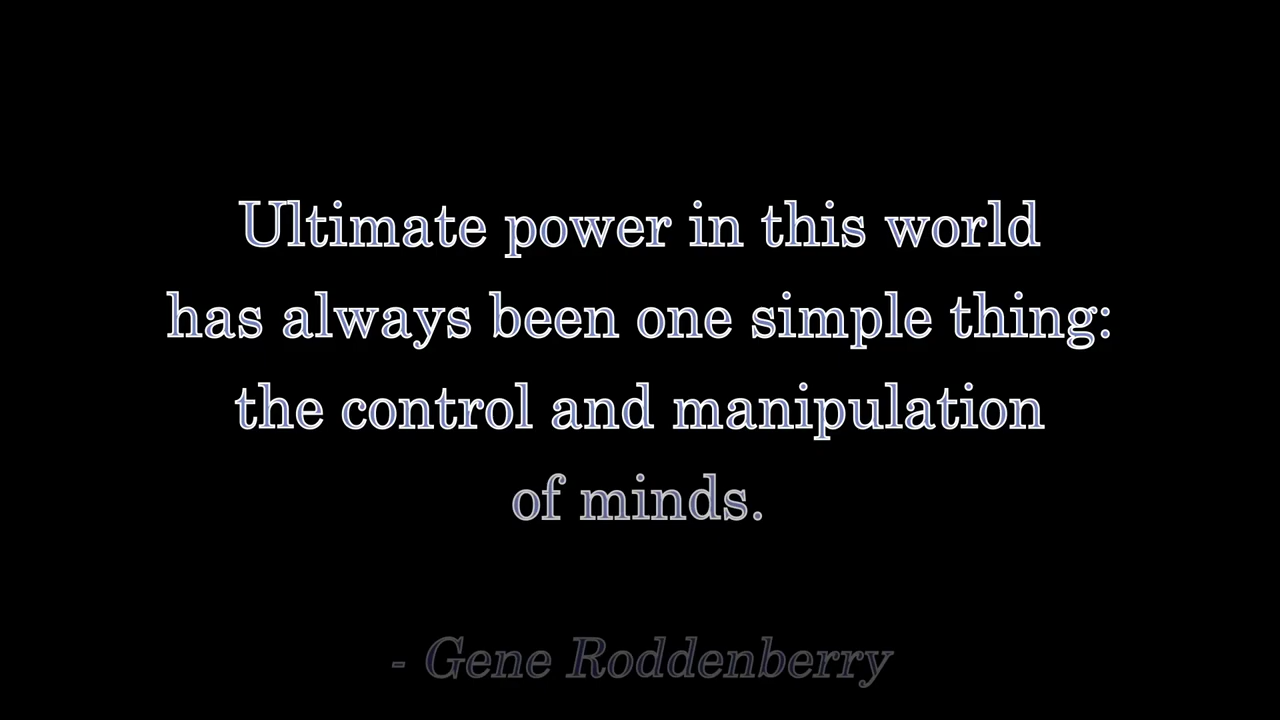 Ultimate power in this world
has always been one simple thing:
the control and manipulation
of minds.
- Gene Roddenberry